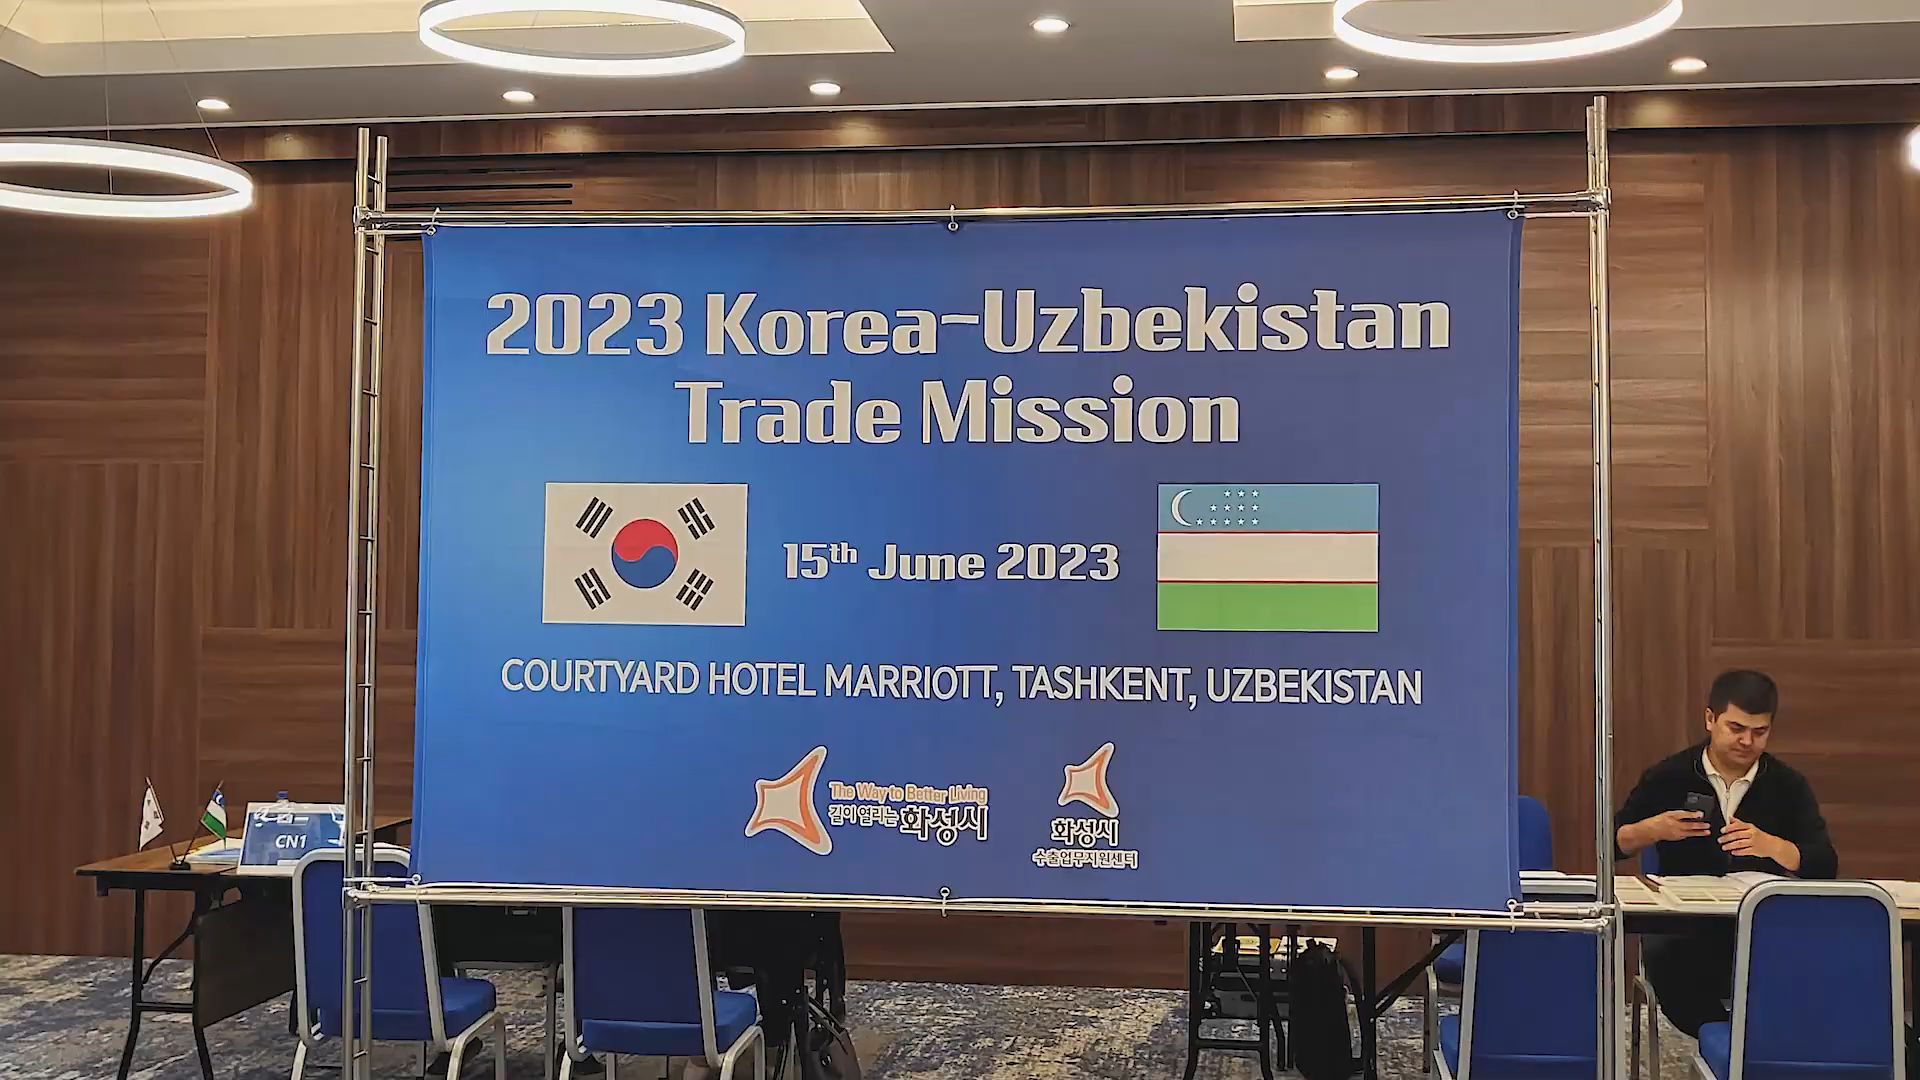 2023 Korea-Uzbekistan
Trade Mission
15th June 2023
COURTYARD HOTEL MARRIOTT, TASHKENT, UZBEKISTAN
The Way to Better Living
길이 열리는 화성시
화성시
수출업무지원센터
CN1